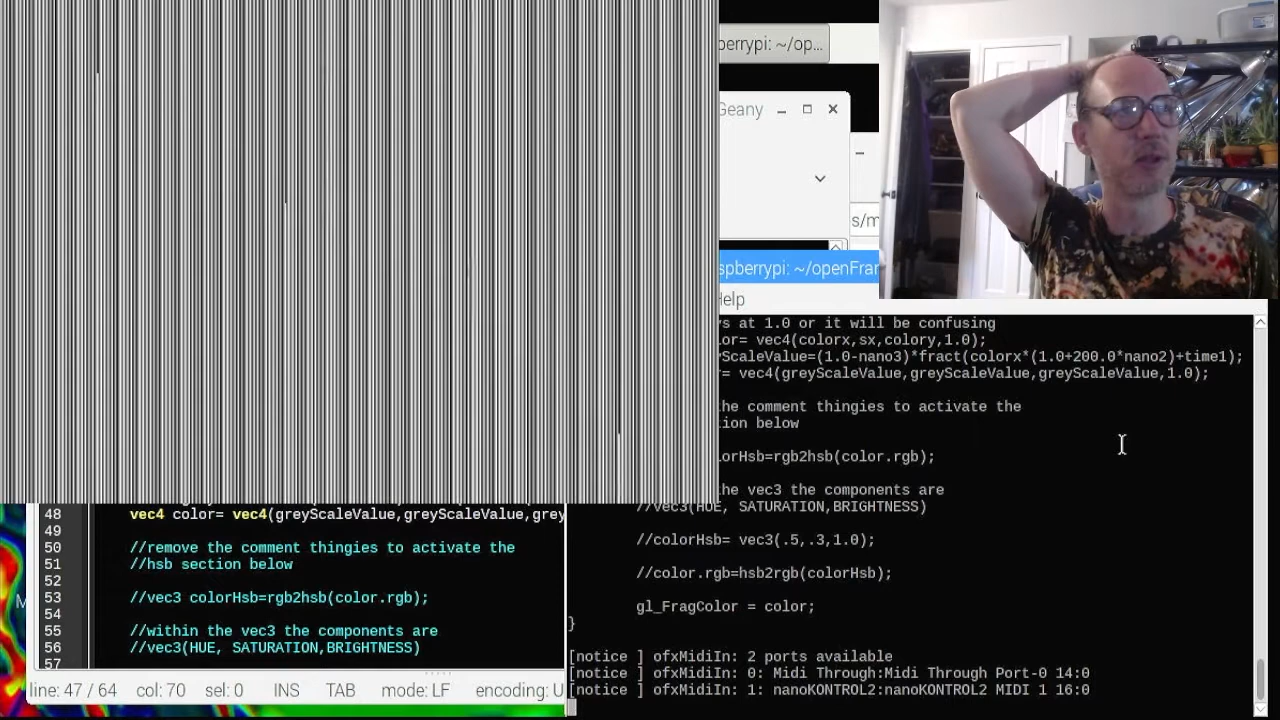 berrypi: ~/op...
Geany
s/m
spberrypi: ~/openFran
Help
ys at 1.0 or it will be confusing
or= vec4(colorx,sx,colory,1.0);
yScaleValue=(1.0-nano3)*fract(colorx*(1.0+200.0*nano2)+time1);
r= vec4(greyScaleValue,greyScaleValue,greyScaleValue,1.0);
he comment thingies to activate the
ion below
orHsb=rgb2hsb(color.rgb);
the vec3 the components are
//vec3(HUE, SATURATION,BRIGHTNESS)
//colorHsb= vec3(.5,.3,1.0);
//color.rgb=hsb2rgb(colorHsb);
gl_FragColor = color;
}
[notice ] ofxMidiIn: 2 ports available
[notice ] ofxMidiIn: 0: Midi Through:Midi Through Port-0 14:0
[notice ] ofxMidiIn: 1: nanoKONTROL2:nanoKONTROL2 MIDI 1 16:0
48 vec4 color= vec4(greyScaleValue,greyScaleValue,grey
49
50 //remove the comment thingies to activate the
51 //hsb section below
52
53 //vec3 colorHsb=rgb2hsb(color.rgb);
54
55 //within the vec3 the components are
56 //vec3(HUE, SATURATION,BRIGHTNESS)
57
M
line: 47 / 64 col: 70 sel: 0 INS TAB mode: LF encoding: U